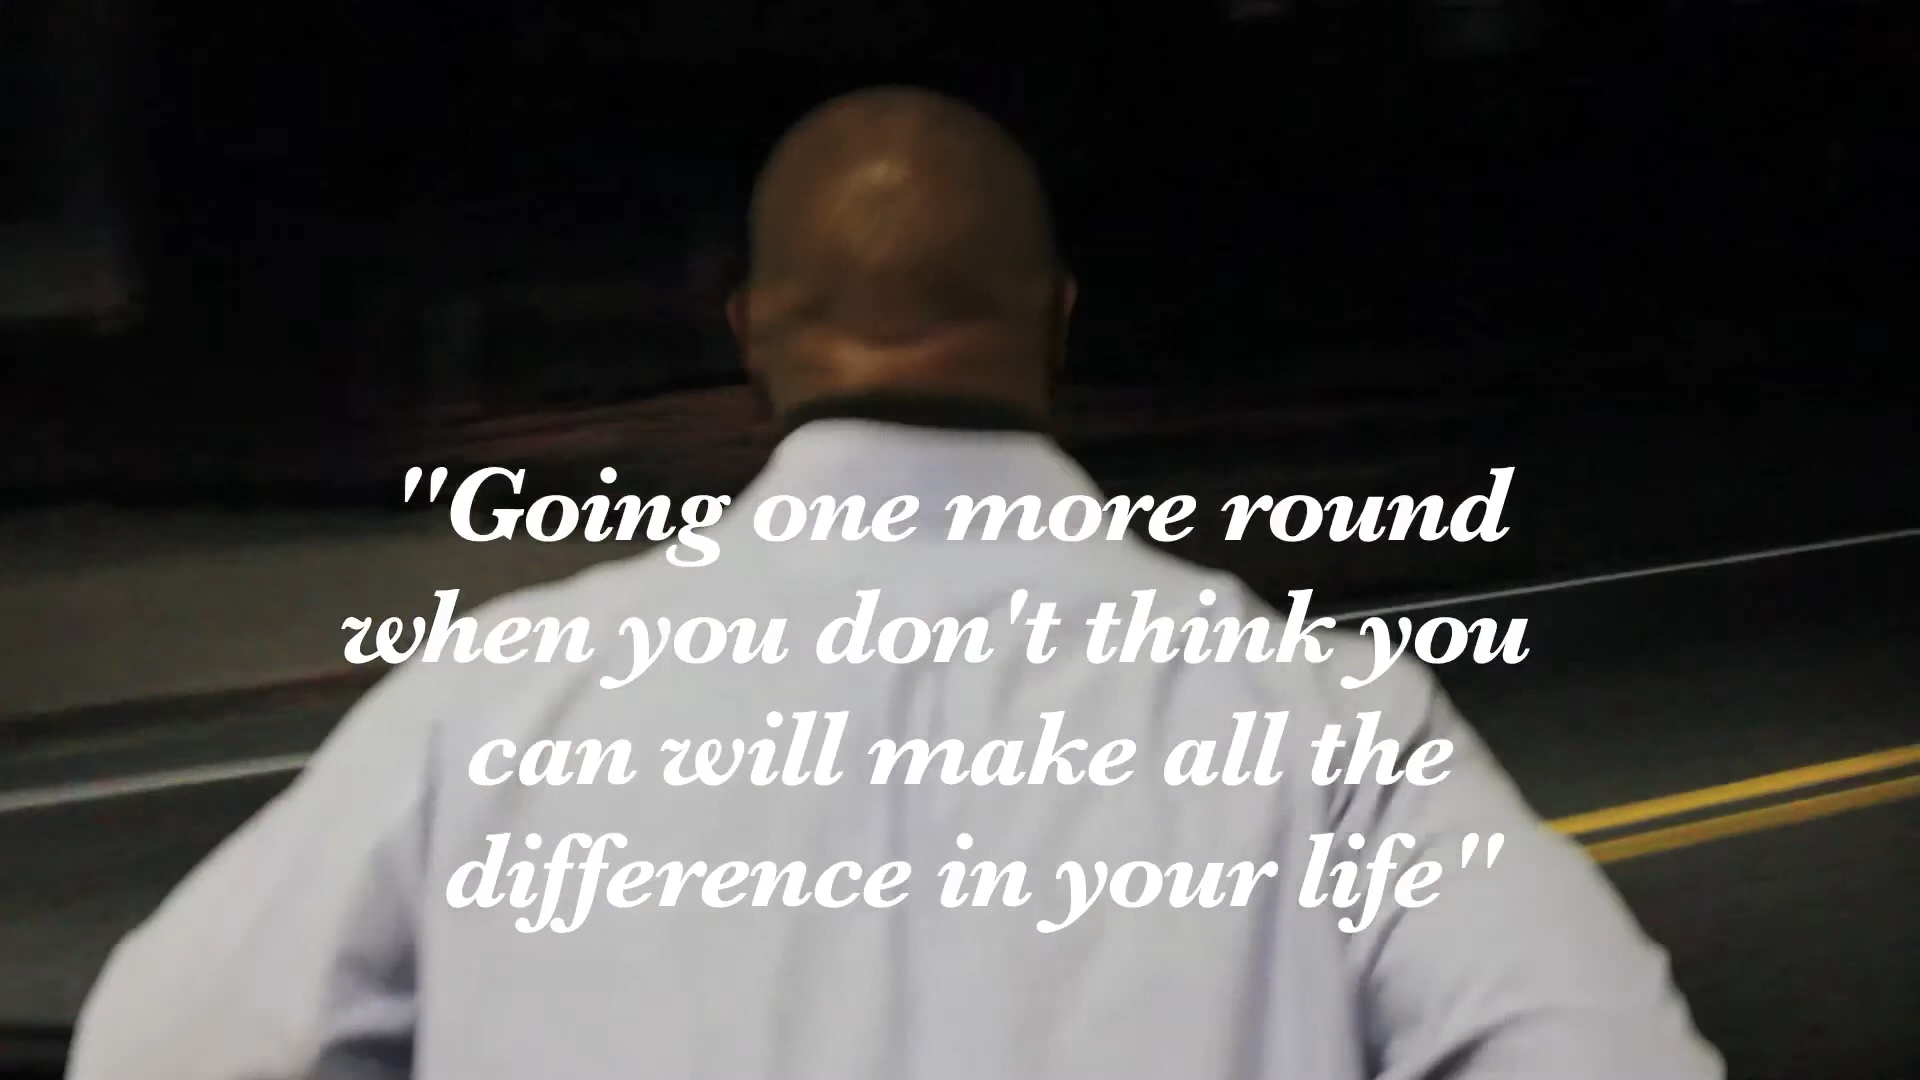 "Going one more round
when you don't think you
can will make all the
difference in your life"